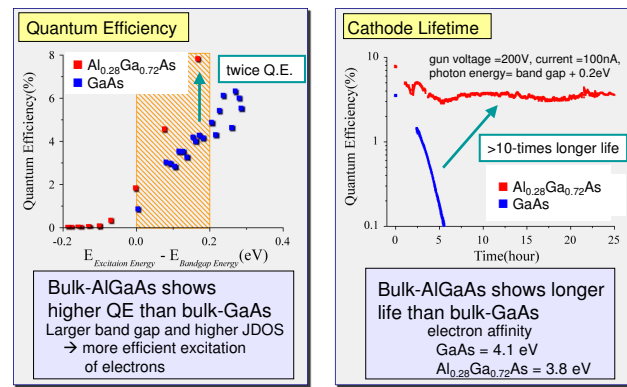 Quantum Efficiency
8
6
4
2
0
Quantum Efficiency(%)
Al0.28Ga0.72As
GaAs
twice Q.E.
-0.2
0.0
0.2
0.4
E Excitaion Energy - E Bandgap Energy (eV)
Bulk-AlGaAs shows
higher QE than bulk-GaAs
Larger band gap and higher JDOS
→ more efficient excitation
of electrons
Cathode Lifetime
10
1
0.1
Quantum Efficiency(%)
gun voltage =200V, current =100nA,
photon energy= band gap + 0.2eV
>10-times longer life
Al0.28Ga0.72As
GaAs
0
5
10
15
20
25
Time(hour)
Bulk-AlGaAs shows longer
life than bulk-GaAs
electron affinity
GaAs = 4.1 eV
Al0.28Ga0.72As = 3.8 eV